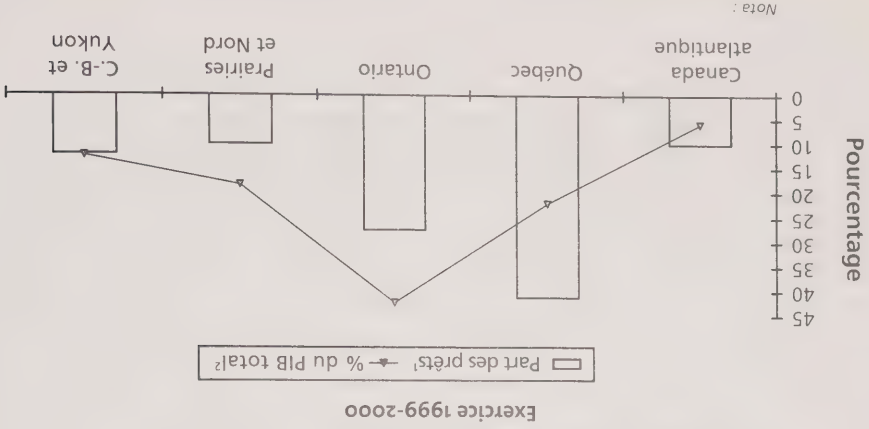 Exercice 1999-2000
Part des prêts¹ % du PIB total²
Pourcentage
45
40
35
30
25
20
15
10
5
0
Canada
atlantique
Québec
Ontario
Prairies
et Nord
C.-B. et
Yukon
Nota :